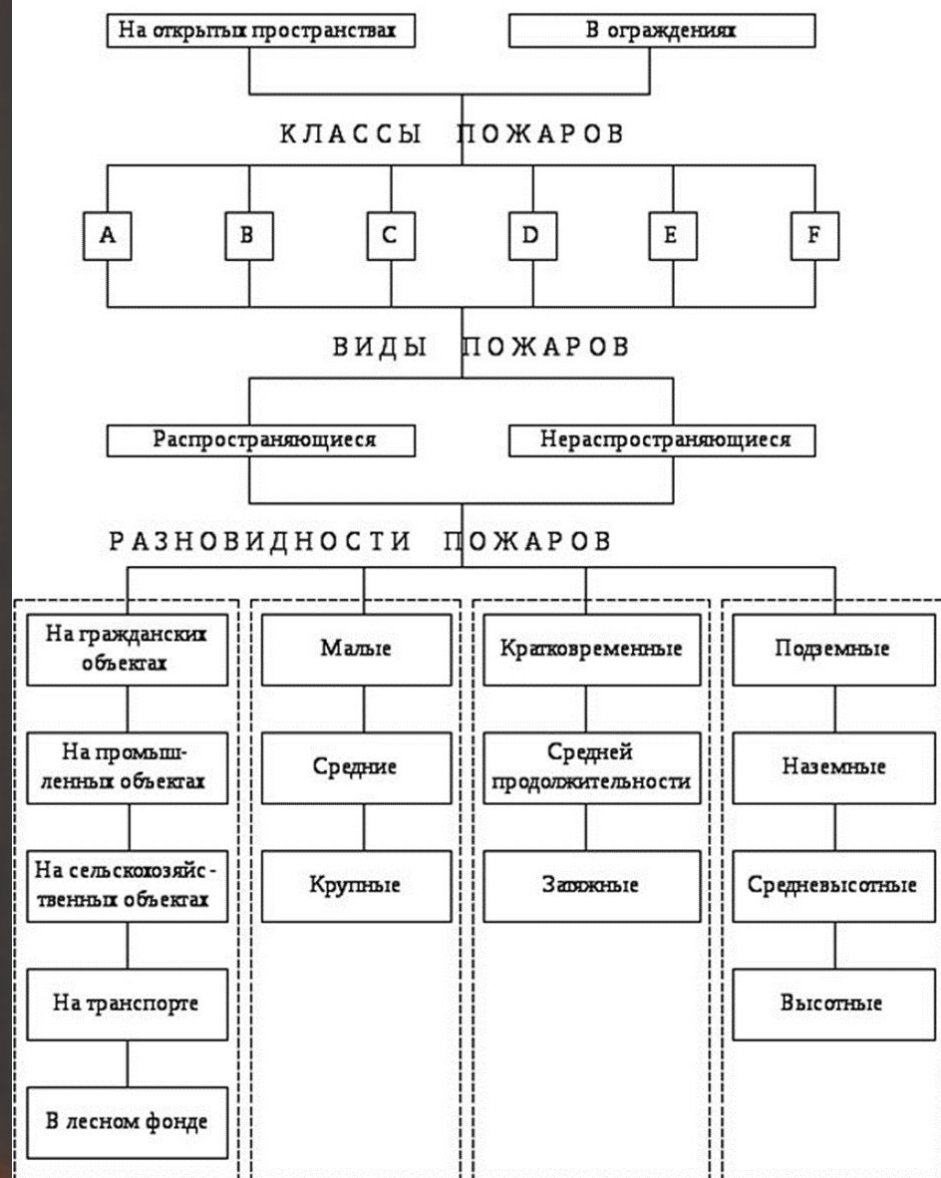 На открытых пространствах
В ограждениях
КЛАССЫ ПОЖАРОВ
A
B
C
D
E
F
ВИДЫ ПОЖАРОВ
Распространяющиеся
Нераспространяющиеся
РАЗНОВИДНОСТИ ПОЖАРОВ
На гражданских
объектах
На промыш-
ленных объектах
На сельскохозяйс-
твенных объектах
На транспорте
В лесном фонде
Малые
Средние
Крупные
Кратковременные
Средней
продолжительности
Затяжные
Подземные
Наземные
Средневысотные
Высотные